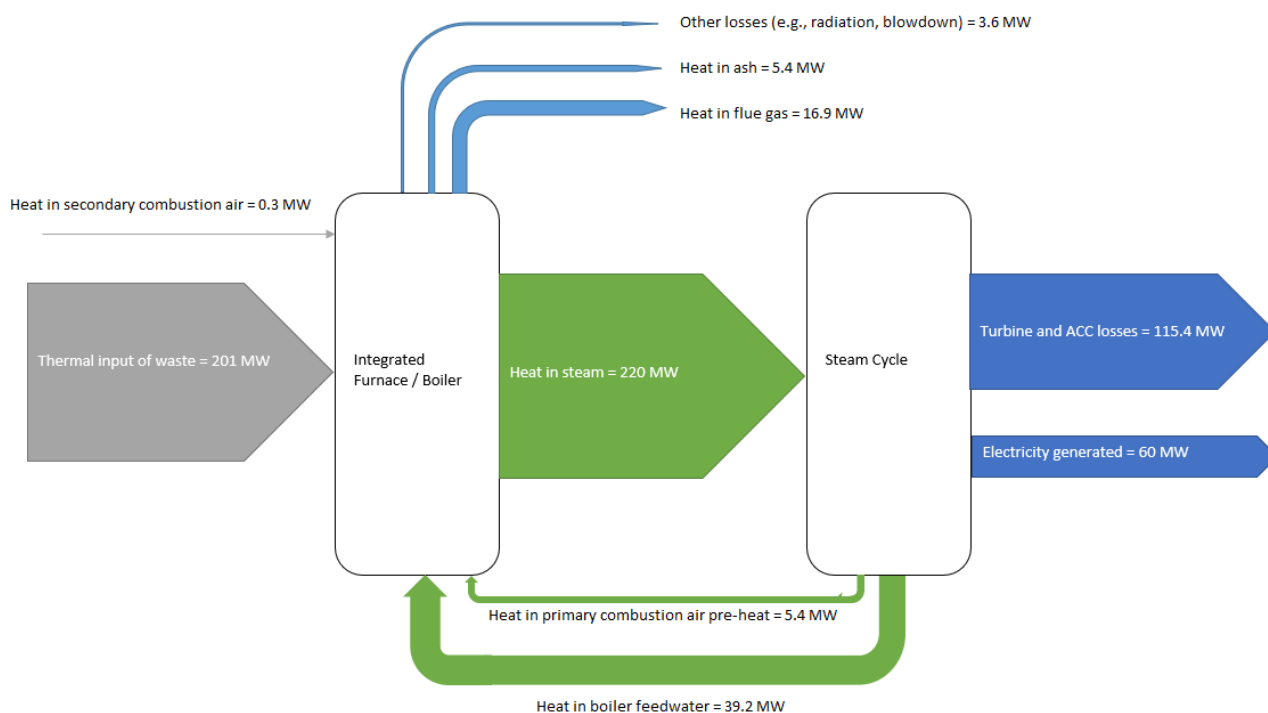 Other losses (e.g., radiation, blowdown) = 3.6 MW
Heat in ash = 5.4 MW
Heat in flue gas = 16.9 MW
Heat in secondary combustion air = 0.3 MW
Thermal input of waste = 201 MW
Integrated
Furnace / Boiler
Heat in steam = 220 MW
Steam Cycle
Turbine and ACC losses = 115.4 MW
Electricity generated = 60 MW
Heat in primary combustion air pre-heat = 5.4 MW
Heat in boiler feedwater = 39.2 MW